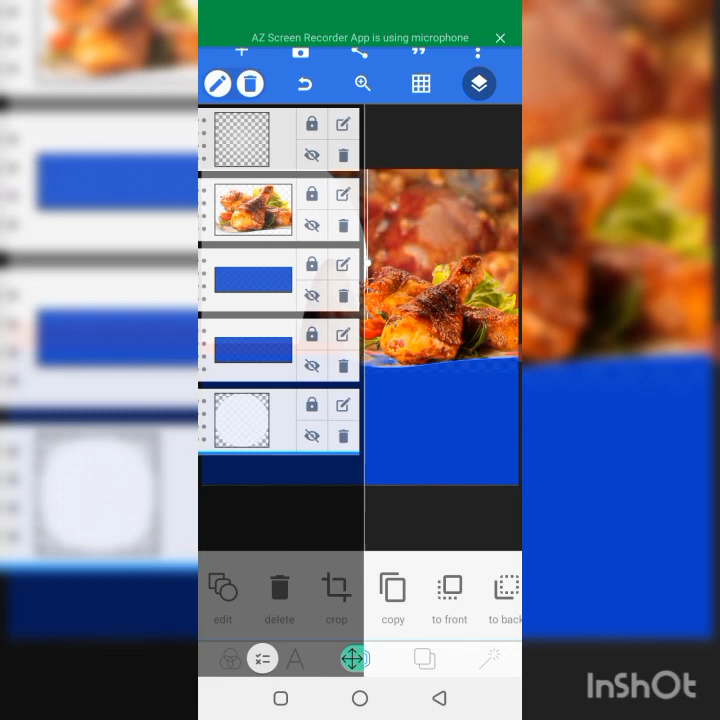 AZ Screen Recorder App is using microphone
edit
delete
crop
copy
to front
to back
InShOt